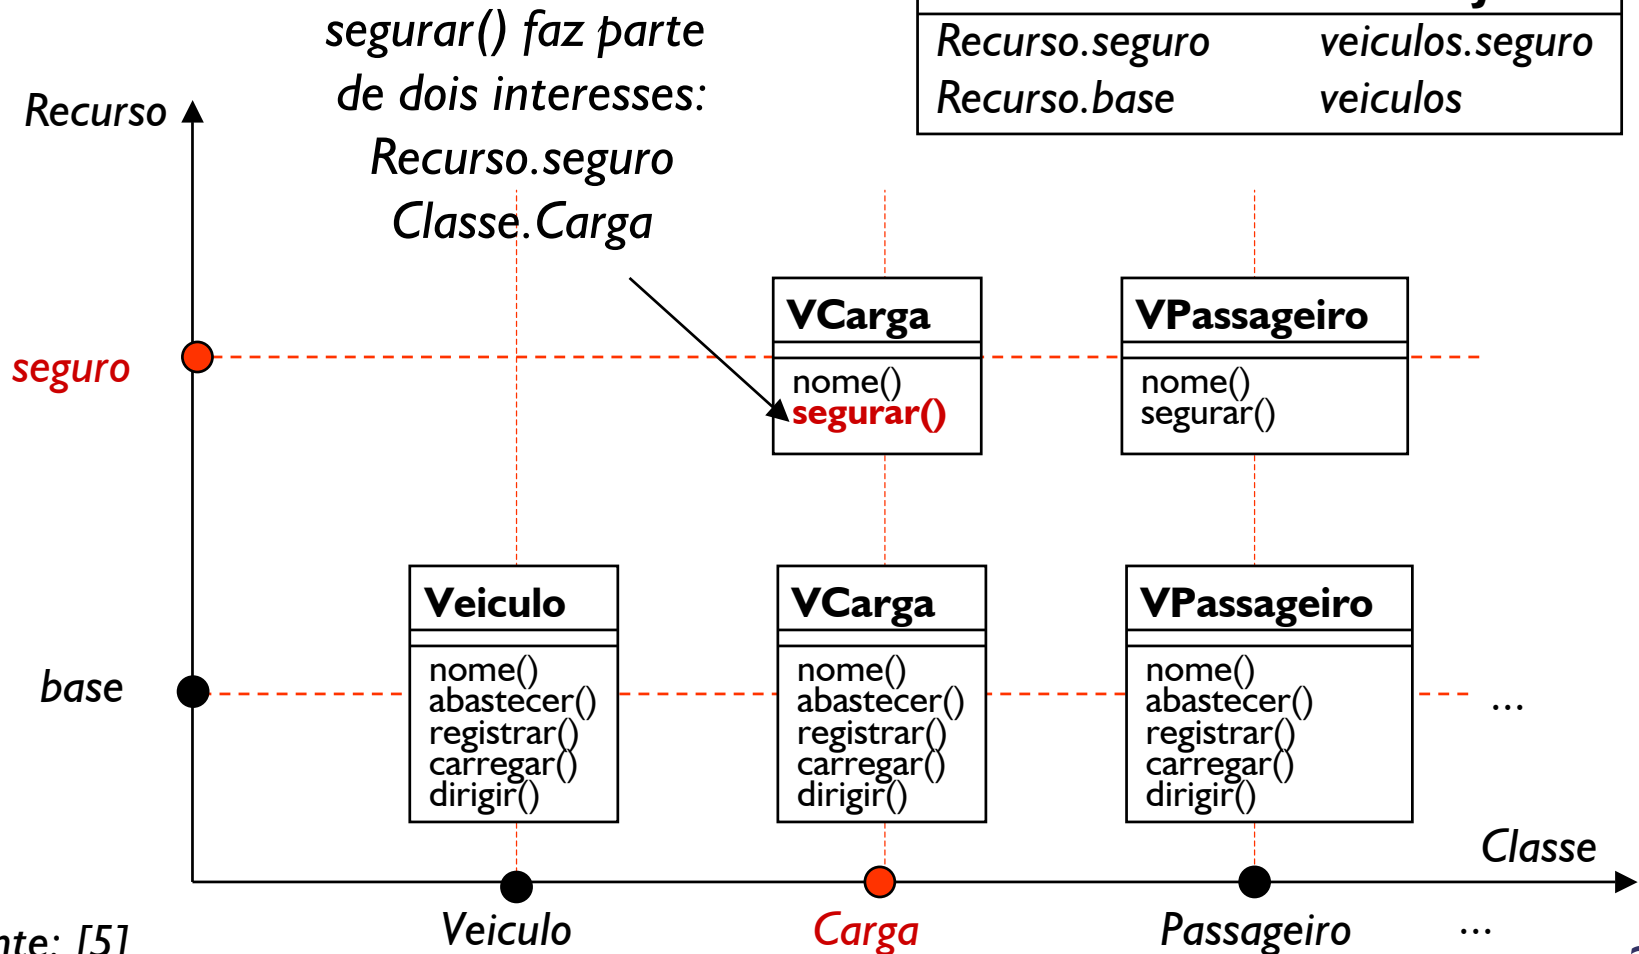 segurar() faz parte
de dois interesses:
Recurso.seguro
Classe.Carga
Recurso.seguro veiculos.seguro
Recurso.base veiculos
Recurso
seguro
VCarga
nome()
segurar()
VPassageiro
nome()
segurar()
base
Veiculo
nome()
abastecer()
registrar()
carregar()
dirigir()
VCarga
nome()
abastecer()
registrar()
carregar()
dirigir()
VPassageiro
nome()
abastecer()
registrar()
carregar()
dirigir()
...
Classe
Veiculo
Carga
Passageiro
...
nte: [5]